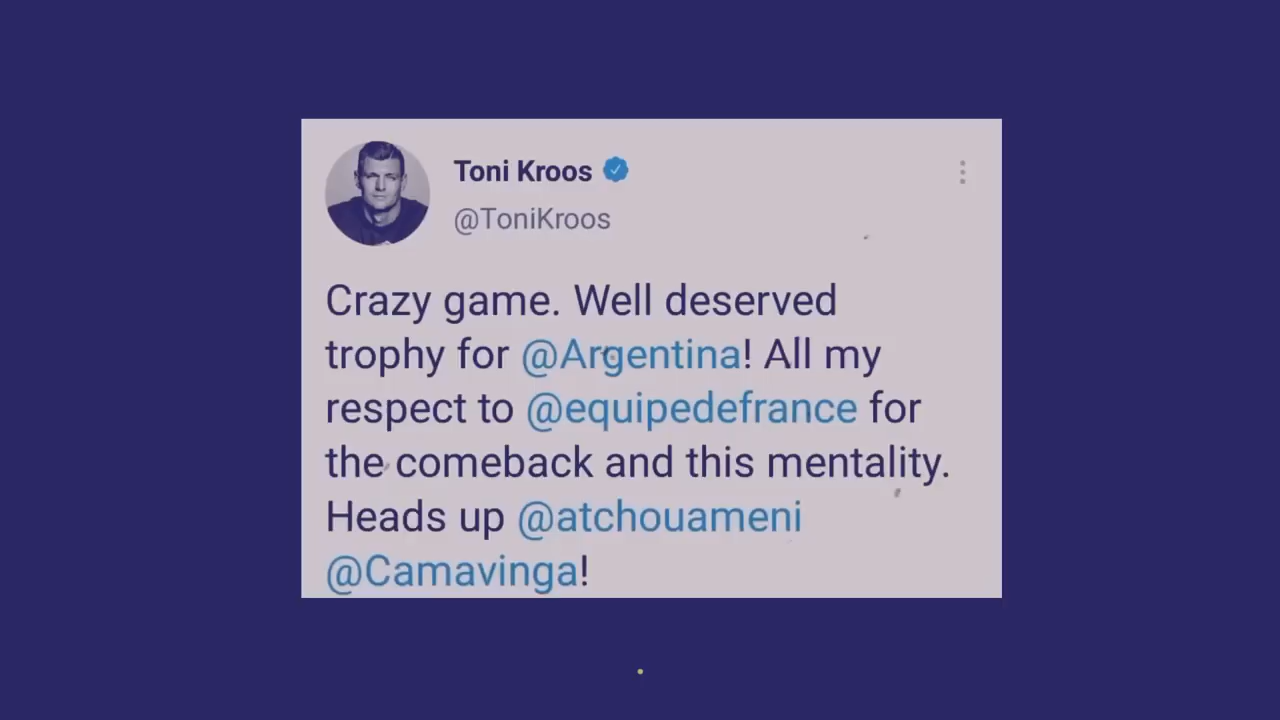 Toni Kroos
@ToniKroos
Crazy game. Well deserved
trophy for @Argentina! All my
respect to @equipedefrance for
the comeback and this mentality.
Heads up @atchouameni
@Camavinga!